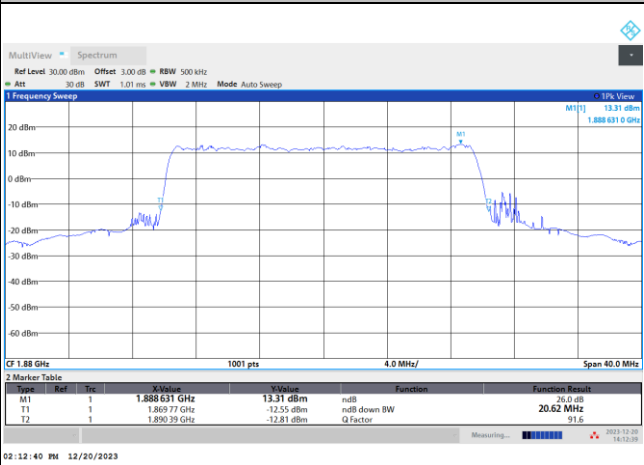 MultiView Spectrum
Ref Level 30.00 dBm Offset 3.00 dB RBW 500 kHz
Att 30 dB SWT 1.01 ms VBW 2 MHz Mode Auto Sweep
1 Frequency Sweep 1Pk View
M1[1] 13.31 dBm
1.888 631 0 GHz
M1
20 dBm
10 dBm
0 dBm
T1 T2
-10 dBm
-20 dBm
-30 dBm
-40 dBm
-50 dBm
-60 dBm
CF 1.88 GHz 1001 pts 4.0 MHz/ Span 40.0 MHz
2 Marker Table
Type Ref Trc X-Value Y-Value Function Function Result
M1 1 1.888 631 GHz 13.31 dBm ndB 26.0 dB
T1 1 1.869 77 GHz -12.55 dBm ndB down BW 20.62 MHz
T2 1 1.890 39 GHz -12.81 dBm Q Factor 91.6
Measuring... 2023-12-20
14:12:39
02:12:40 PM 12/20/2023